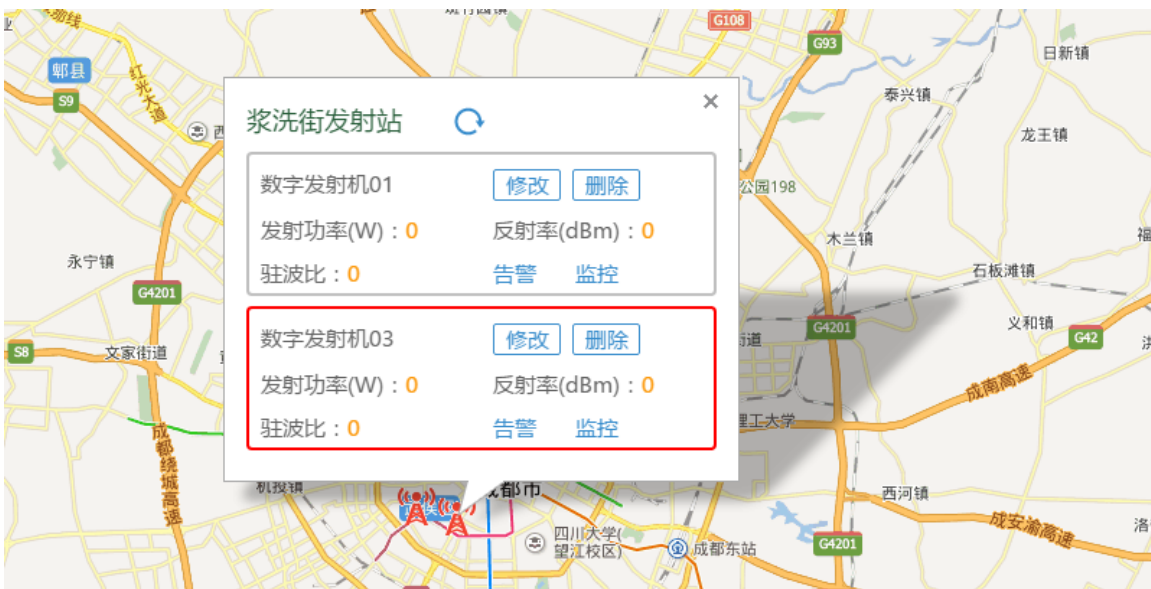 G108
G93
日新镇
郫县
红光大道
S9
泰兴镇
浆洗街发射站
×
龙王镇
数字发射机01 修改 删除
公园198
发射功率(W)：0 反射率(dBm)：0
木兰镇
永宁镇
驻波比：0 告警 监控
石板滩镇
G4201
数字发射机03 修改 删除
G4201
义和镇
G42
S8
文家街道
发射功率(W)：0 反射率(dBm)：0
成南高速
理工大学
驻波比：0 告警 监控
成都绕城高速
机投镇
都市
西河镇
四川大学(
望江校区)
成都东站
G4201
成安渝高速